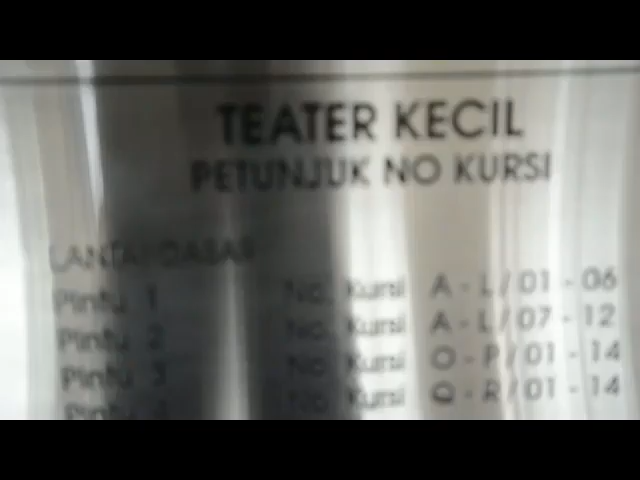 TEATER KECIL
PETUNJUK NO KURSI
LANTAI DASAR
Pintu 1 No. Kursi A - L / 01 - 06
Pintu 2 No. Kursi A - L / 07 - 12
Pintu 3 No Kursi O - P / 01 - 14
Pintu No Kursi Q - R / 01 - 14